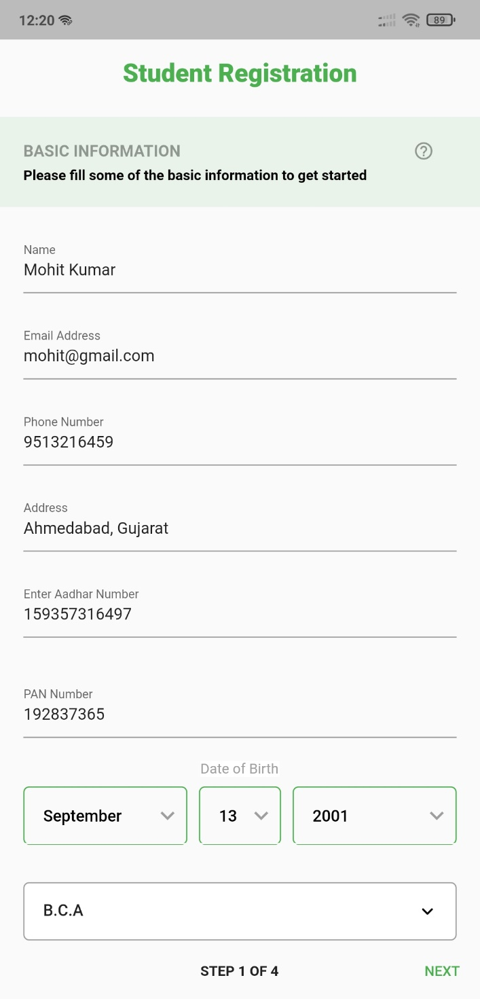 12:20
89
Student Registration
BASIC INFORMATION
Please fill some of the basic information to get started
Name
Mohit Kumar
Email Address
mohit@gmail.com
Phone Number
9513216459
Address
Ahmedabad, Gujarat
Enter Aadhar Number
159357316497
PAN Number
192837365
Date of Birth
September 13 2001
B.C.A
STEP 1 OF 4 NEXT